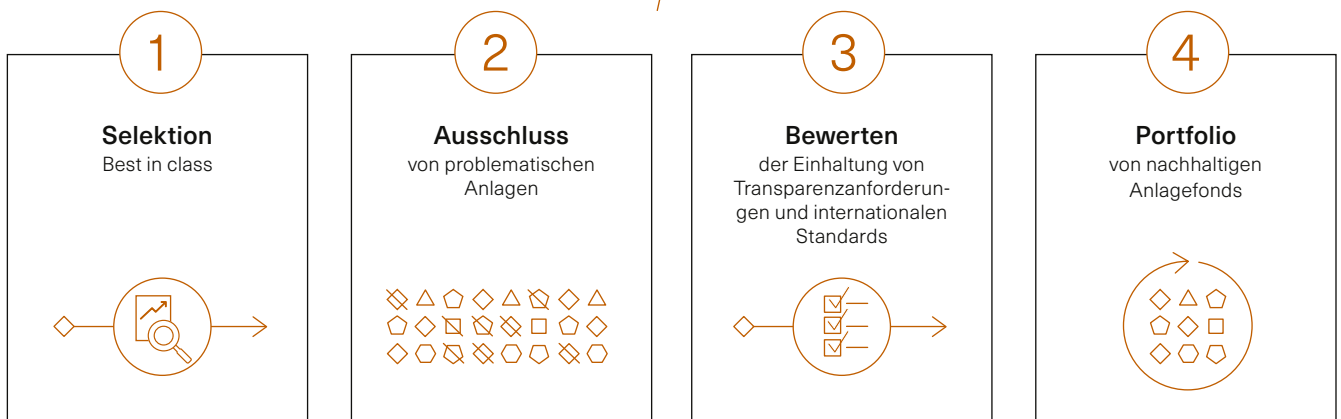 1
Selektion
Best in class
2
Ausschluss
von problematischen
Anlagen
3
Bewerten
der Einhaltung von
Transparenzanforderun-
gen und internationalen
Standards
4
Portfolio
von nachhaltigen
Anlagefonds